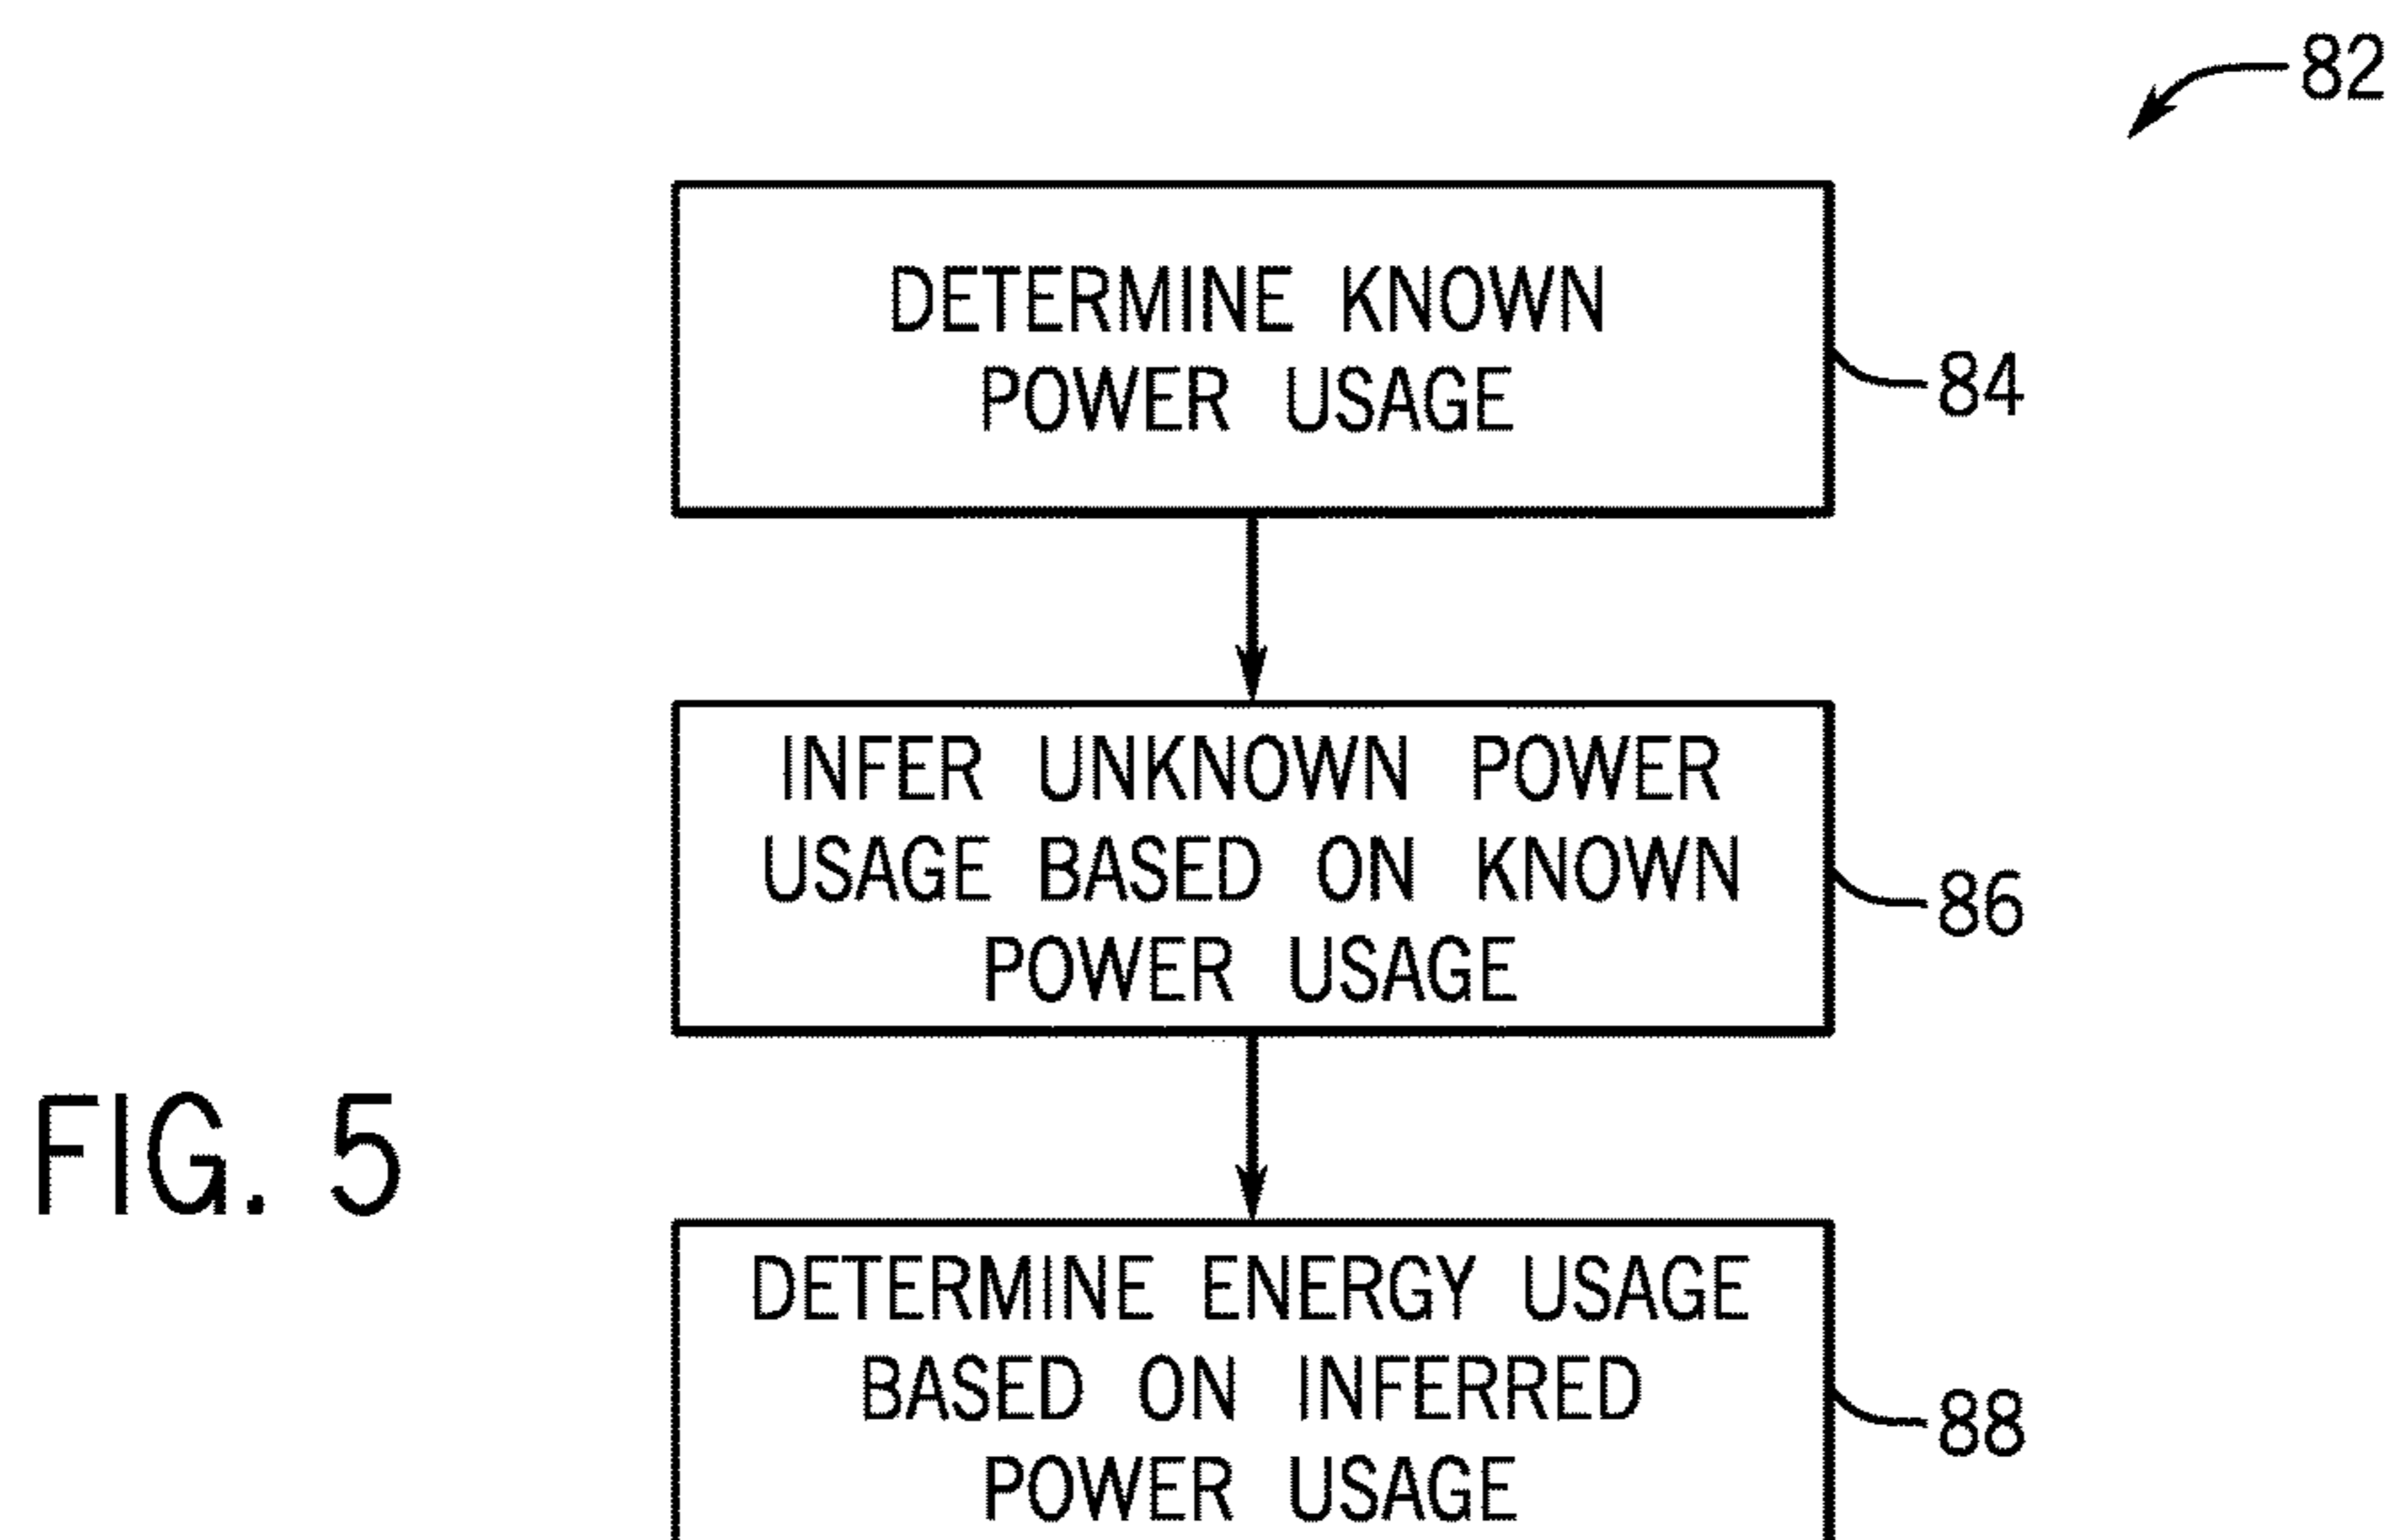 82
DETERMINE KNOWN
POWER USAGE
84
INFER UNKNOWN POWER
USAGE BASED ON KNOWN
POWER USAGE
86
FIG. 5
DETERMINE ENERGY USAGE
BASED ON INFERRED
POWER USAGE
88